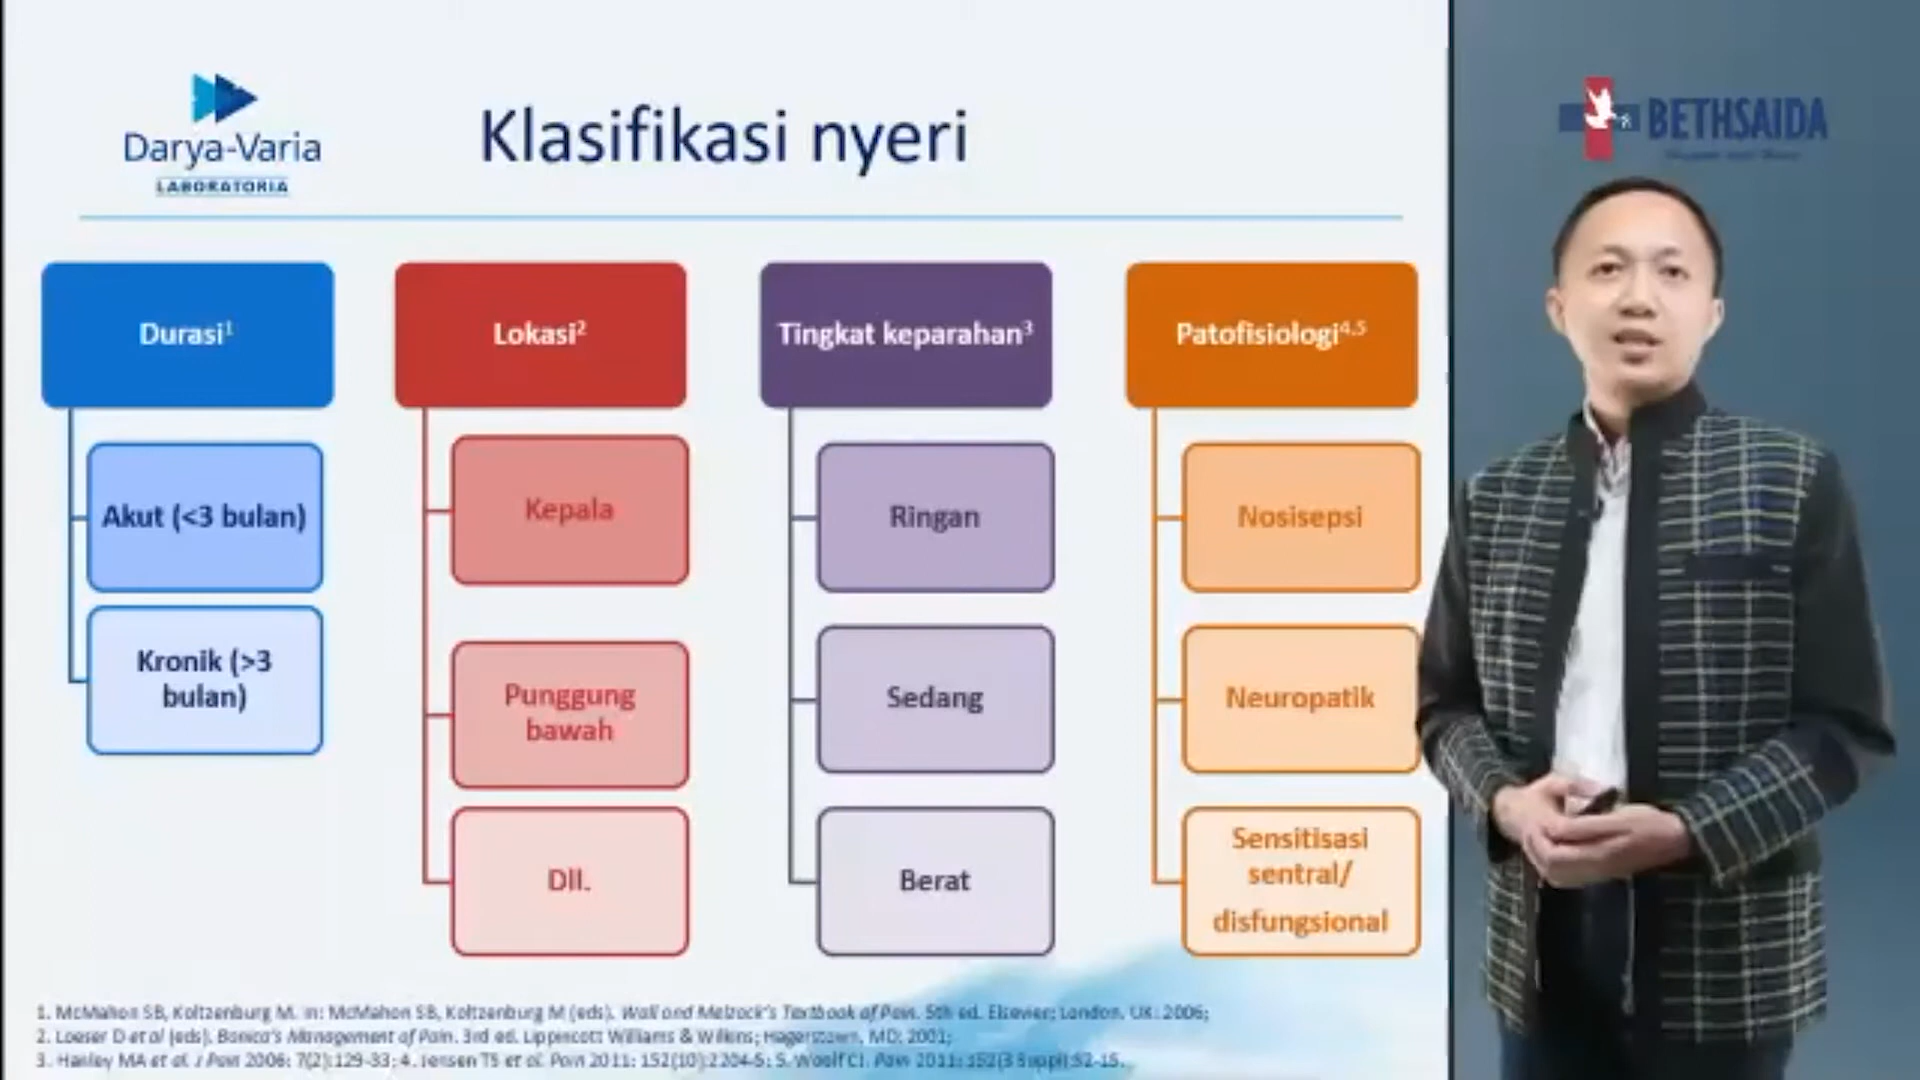 Darya-Varia
LABORATORIA
Klasifikasi nyeri
BETHSAIDA
Durasi¹
Akut (<3 bulan)
Kronik (>3
bulan)
Lokasi²
Kepala
Punggung
bawah
Dll.
Tingkat keparahan³
Ringan
Sedang
Berat
Patofisiologi⁴,⁵
Nosisepsi
Neuropatik
Sensitisasi
sentral/
disfungsional
1. McMahon SB, Koltzenburg M. In: McMahon SB, Koltzenburg M (eds). Wall and Melzack's Textbook of Pain. 5th ed. Elsevier; London, UK: 2006;
2. Loeser D et al (eds). Bonica's Management of Pain. 3rd ed. Lippincott Williams & Wilkins; Hagerstown, MD: 2001;
3. Hanley MA et al. J Pain 2006; 7(2):129-33; 4. Jensen TS et al. Pain 2011; 152(10):2204-5; 5. Woolf CJ. Pain 2011; 152(3 Suppl):S2-15.